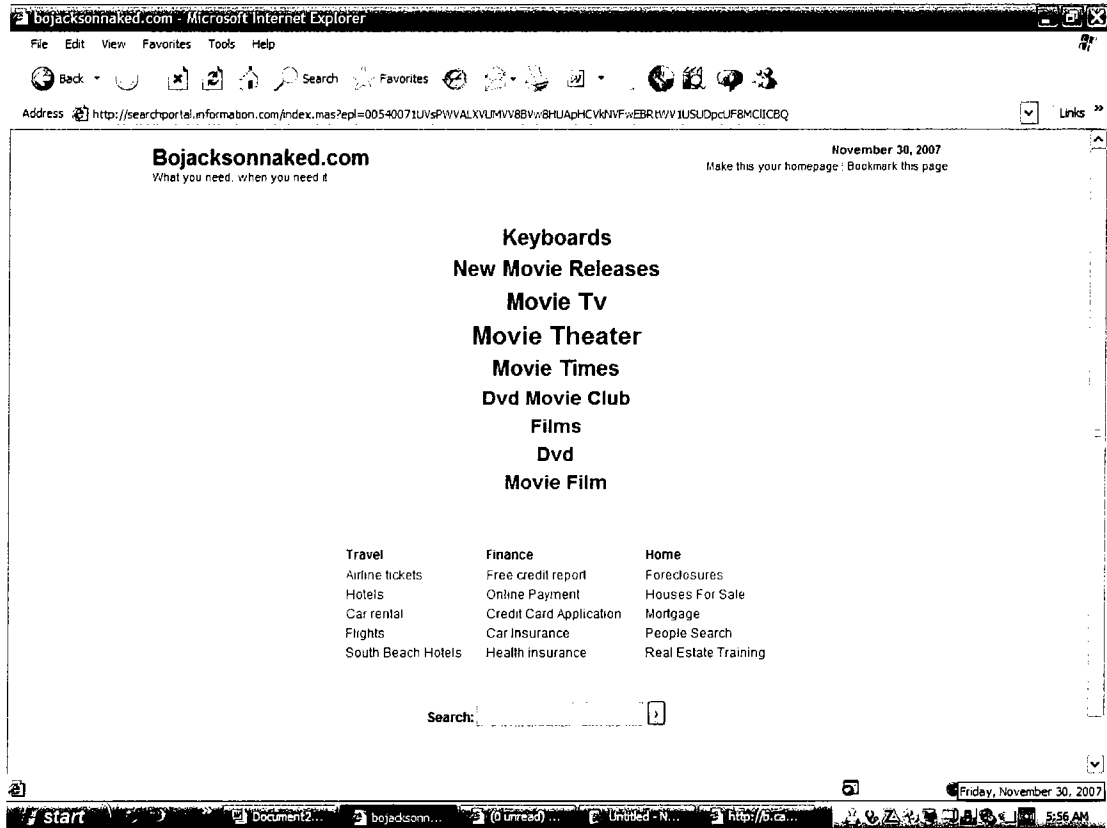 bojacksonnaked.com - Microsoft Internet Explorer
File Edit View Favorites Tools Help
Back Search Favorites
Address http://searchportal.information.com/index.mas?epl= Links »
Bojacksonnaked.com
What you need, when you need it
November 30, 2007
Make this your homepage | Bookmark this page
Keyboards
New Movie Releases
Movie Tv
Movie Theater
Movie Times
Dvd Movie Club
Films
Dvd
Movie Film
Travel Finance Home
Airline tickets Free credit report Foreclosures
Hotels Online Payment Houses For Sale
Car rental Credit Card Application Mortgage
Flights Car Insurance People Search
South Beach Hotels Health insurance Real Estate Training
Search:
Friday, November 30, 2007
start Document2... bojacksonn... (0 unread) ... Untitled - N... http://b.ca... 5:56 AM